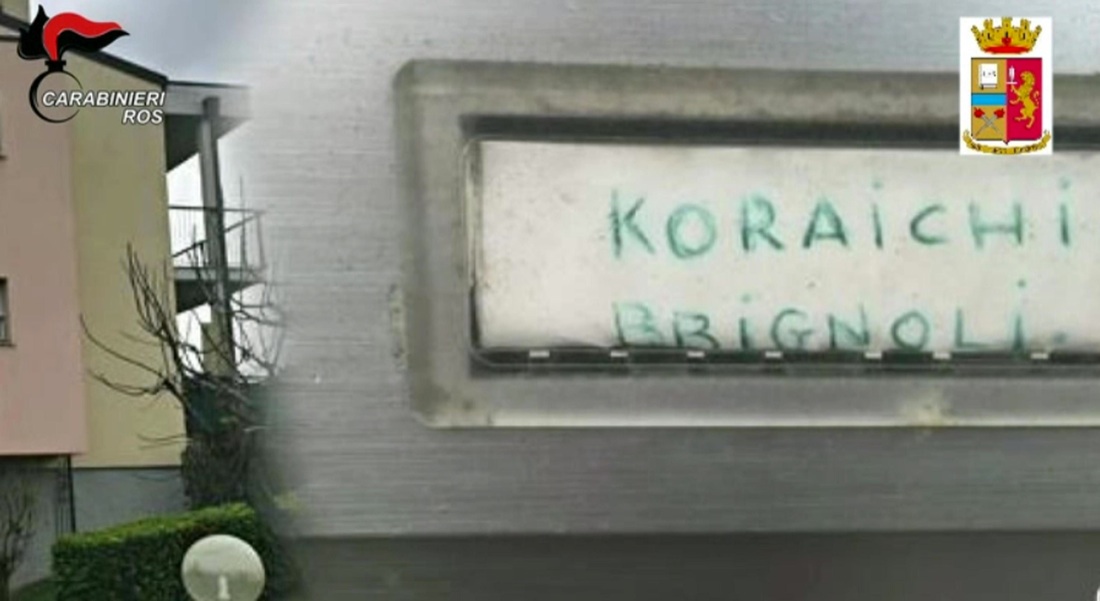 CARABINIERI
ROS
KORAiCHi
BRiGNOLi.